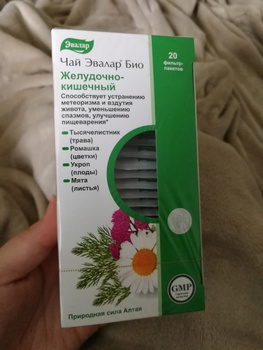 Эвалар
20
фильтр-
пакетов
Чай Эвалар Био
Желудочно-
кишечный
Способствует устранению
метеоризма и вздутия
живота, уменьшению
спазмов, улучшению
пищеварения*
• Тысячелистник
(трава)
• Ромашка
(цветки)
• Укроп
(плоды)
• Мята
(листья)
GMP
Природная сила Алтая